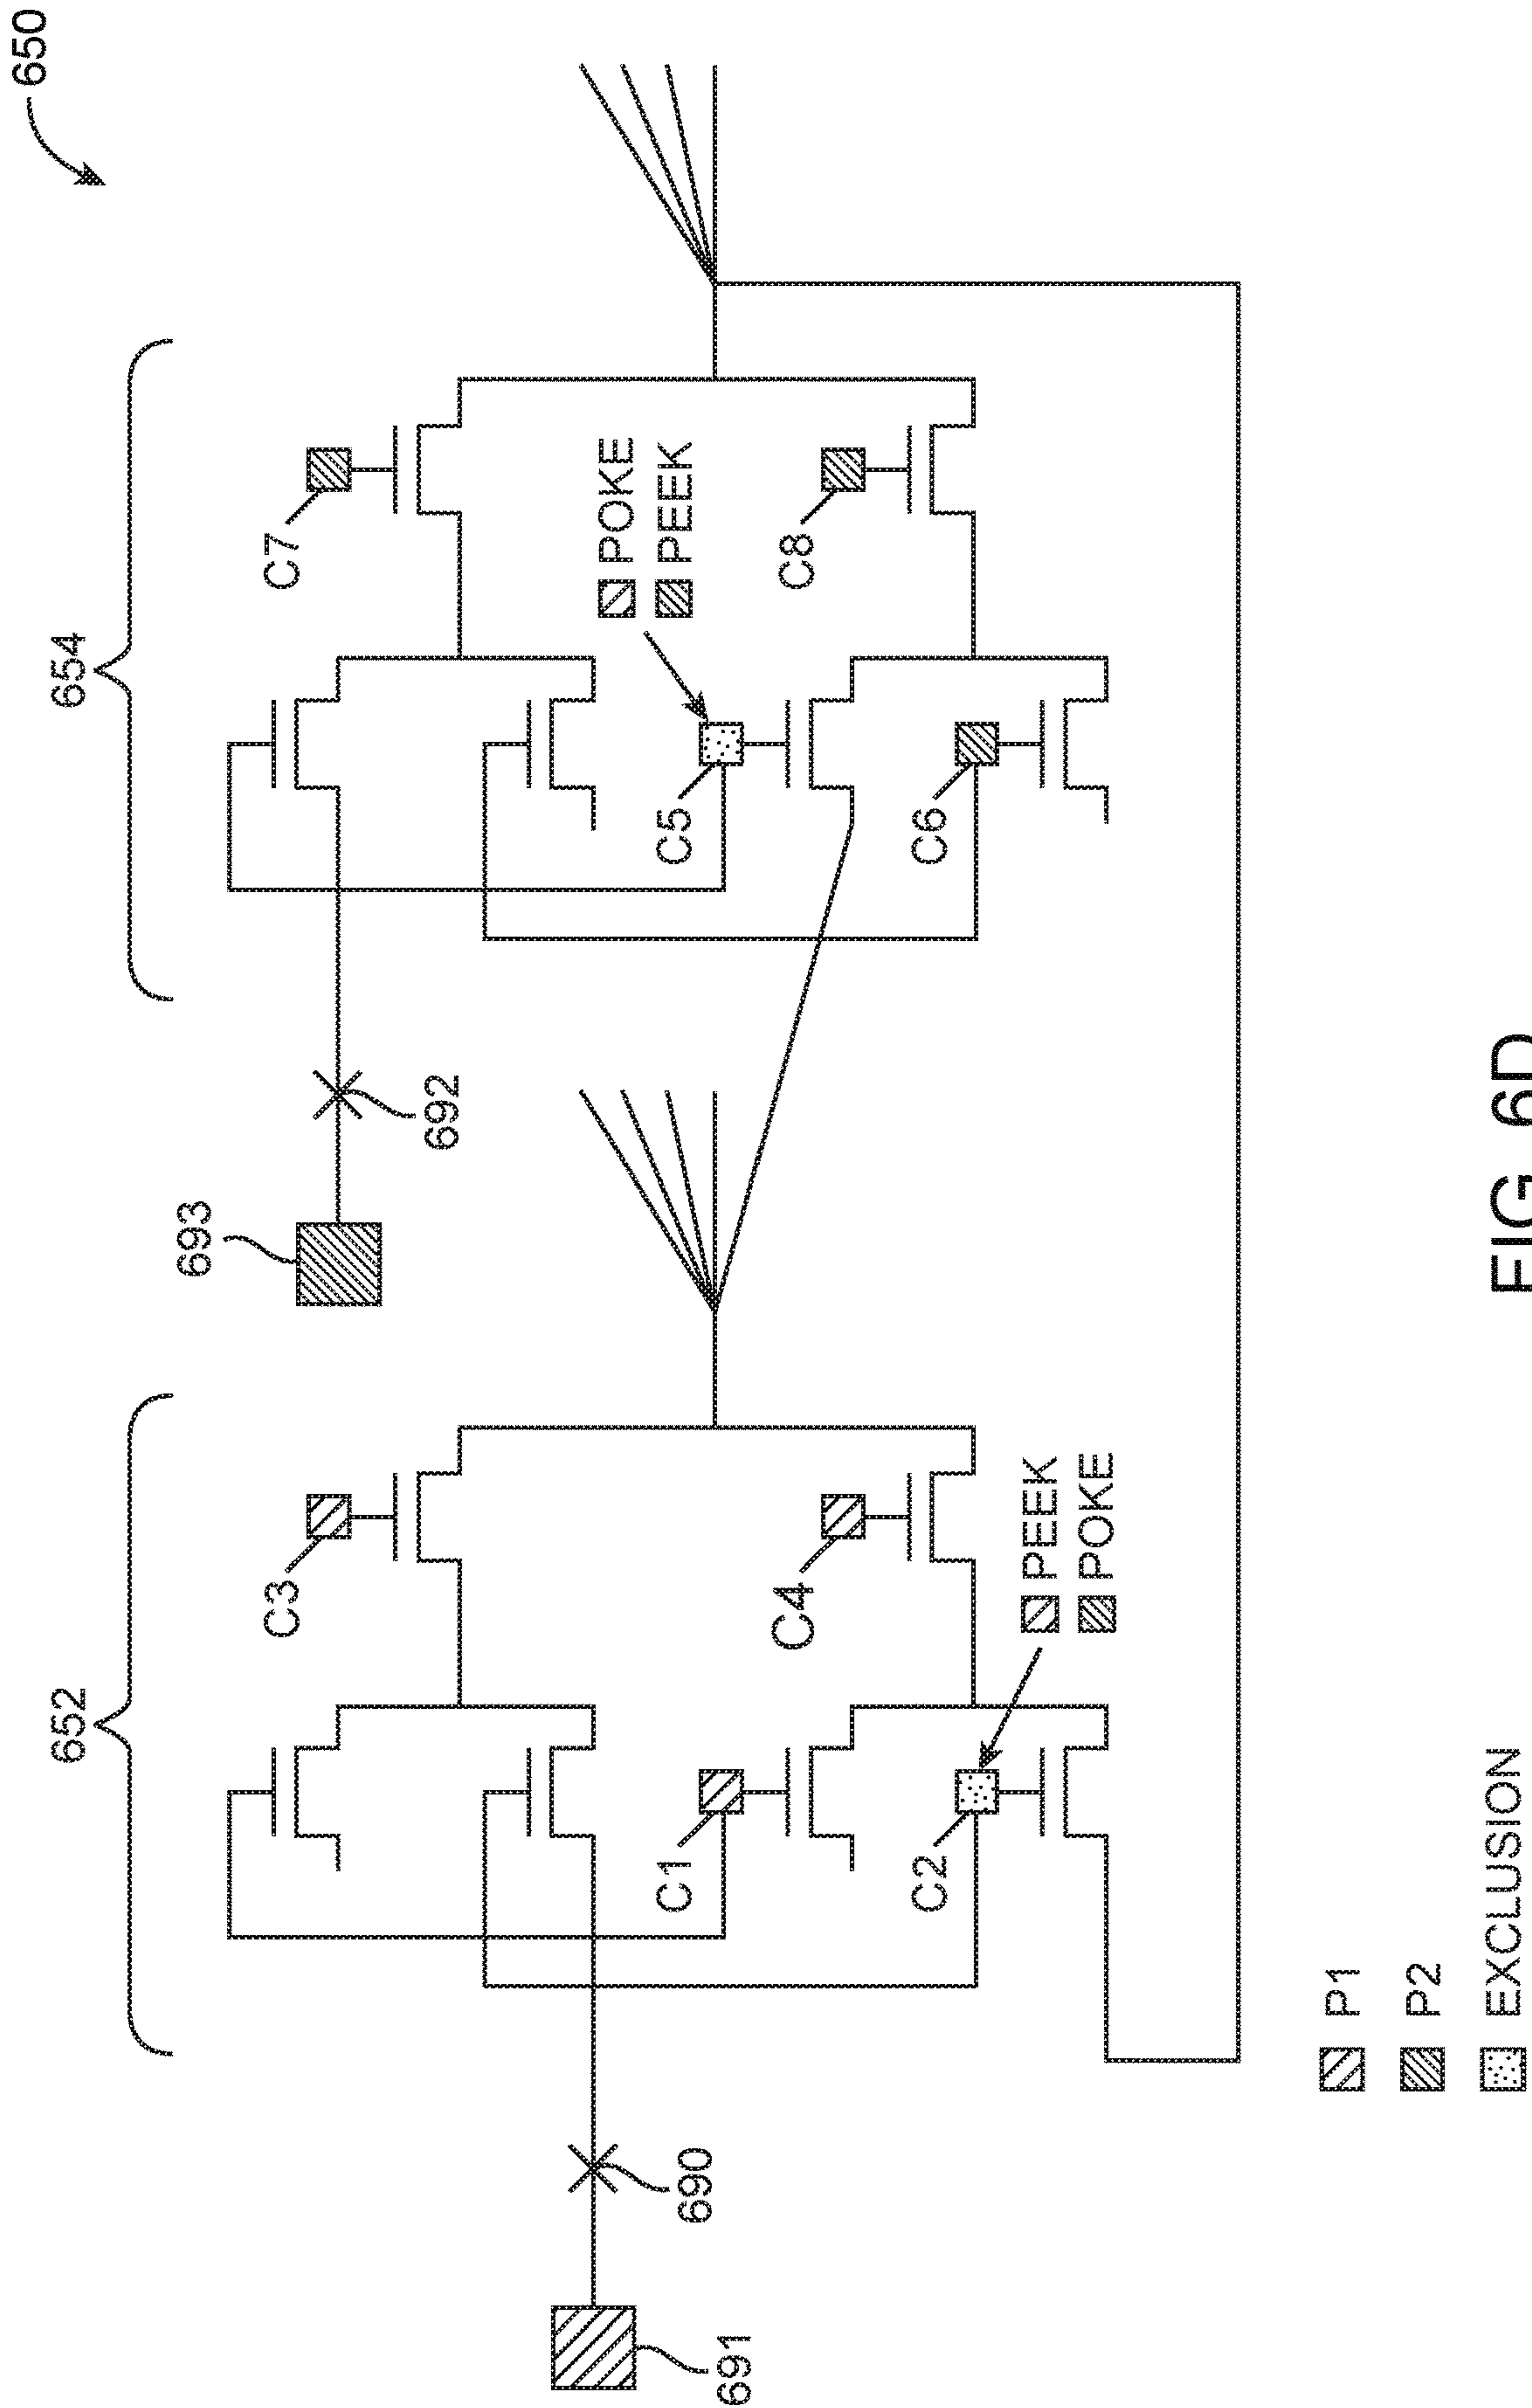 650
652
654
C3
C7
693
692
C1
C5
POKE
PEEK
C4
C8
C2
C6
PEEK
POKE
690
691
P1
P2
EXCLUSION
FIG. 6D